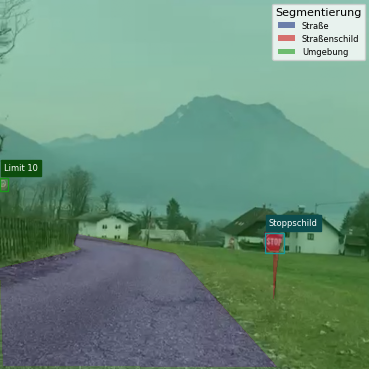 Segmentierung
Straße
Straßenschild
Umgebung
Limit 10
Stoppschild
STOP